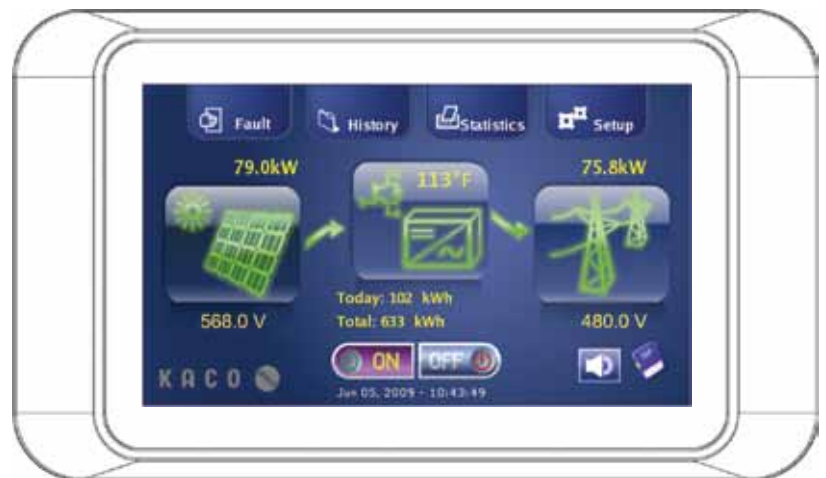 Fault
History
Statistics
Setup
79.0kW
113°F
75.8kW
Today: 102 kWh
Total: 633 kWh
568.0 V
480.0 V
ON
OFF
KACO
Jun 05, 2009 - 10:43:49